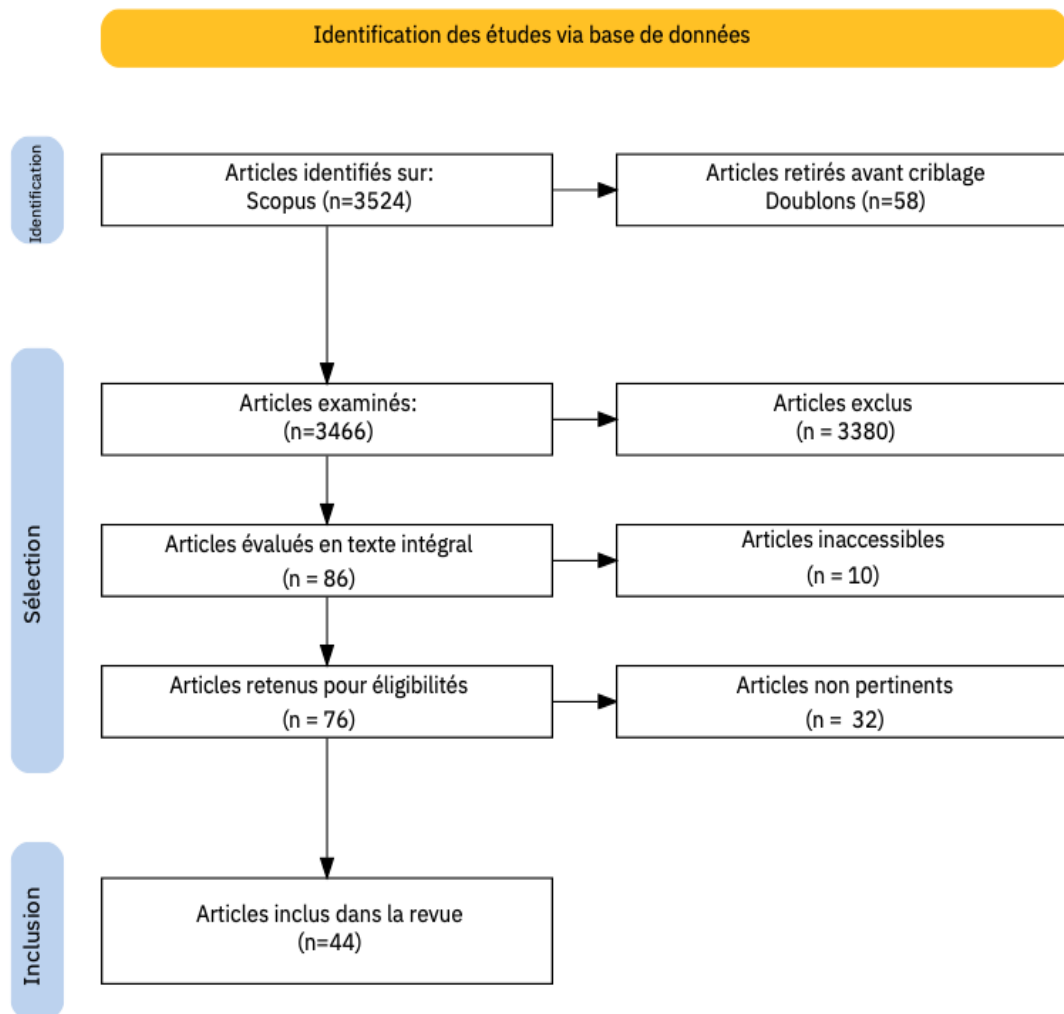 Identification des études via base de données
Identification
Articles identifiés sur:
Scopus (n=3524)
Articles retirés avant criblage
Doublons (n=58)
Sélection
Articles examinés:
(n=3466)
Articles exclus
(n = 3380)
Articles évalués en texte intégral
(n = 86)
Articles inaccessibles
(n = 10)
Articles retenus pour éligibilités
(n = 76)
Articles non pertinents
(n = 32)
Inclusion
Articles inclus dans la revue
(n=44)